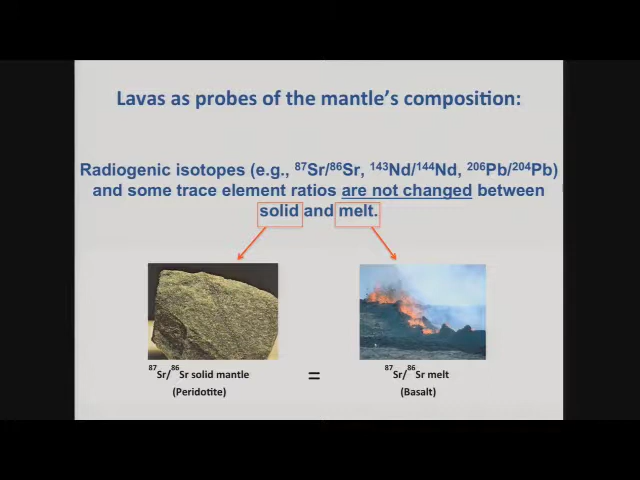 Lavas as probes of the mantle's composition:
Radiogenic isotopes (e.g., ⁸⁷Sr/⁸⁶Sr, ¹⁴³Nd/¹⁴⁴Nd, ²⁰⁶Pb/²⁰⁴Pb)
and some trace element ratios are not changed between
solid and melt.
⁸⁷Sr/⁸⁶Sr solid mantle = ⁸⁷Sr/⁸⁶Sr melt
(Peridotite) (Basalt)